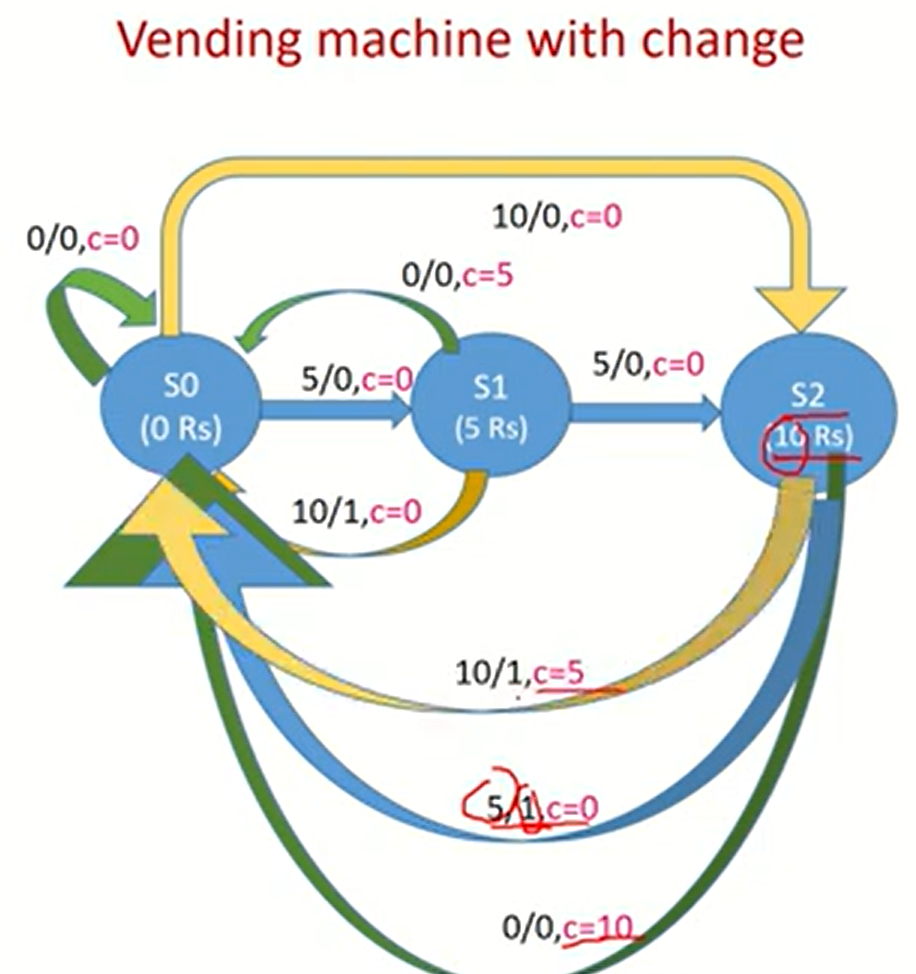 Vending machine with change
10/0,c=0
0/0,c=0
0/0,c=5
5/0,c=0
5/0,c=0
S0
(0 Rs)
S1
(5 Rs)
S2
(10 Rs)
10/1,c=0
10/1,c=5
5/1,c=0
0/0,c=10